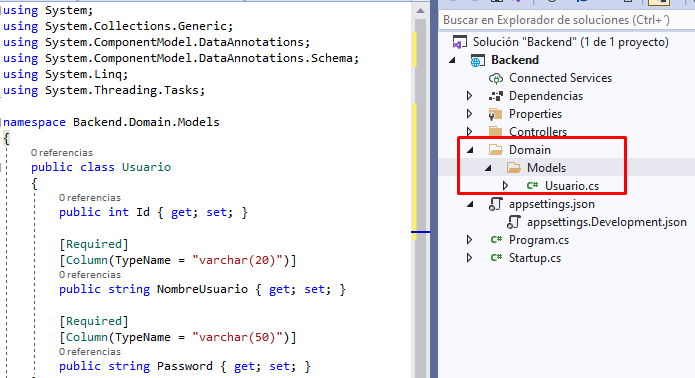 using System;
using System.Collections.Generic;
using System.ComponentModel.DataAnnotations;
using System.ComponentModel.DataAnnotations.Schema;
using System.Linq;
using System.Threading.Tasks;
namespace Backend.Domain.Models
{
0 referencias
public class Usuario
{
0 referencias
public int Id { get; set; }
[Required]
[Column(TypeName = "varchar(20)")]
0 referencias
public string NombreUsuario { get; set; }
[Required]
[Column(TypeName = "varchar(50)")]
0 referencias
public string Password { get; set; }
Buscar en Explorador de soluciones (Ctrl+´)
Solución "Backend" (1 de 1 proyecto)
Backend
Connected Services
Dependencias
Properties
Controllers
Domain
Models
C# Usuario.cs
appsettings.json
appsettings.Development.json
C# Program.cs
C# Startup.cs